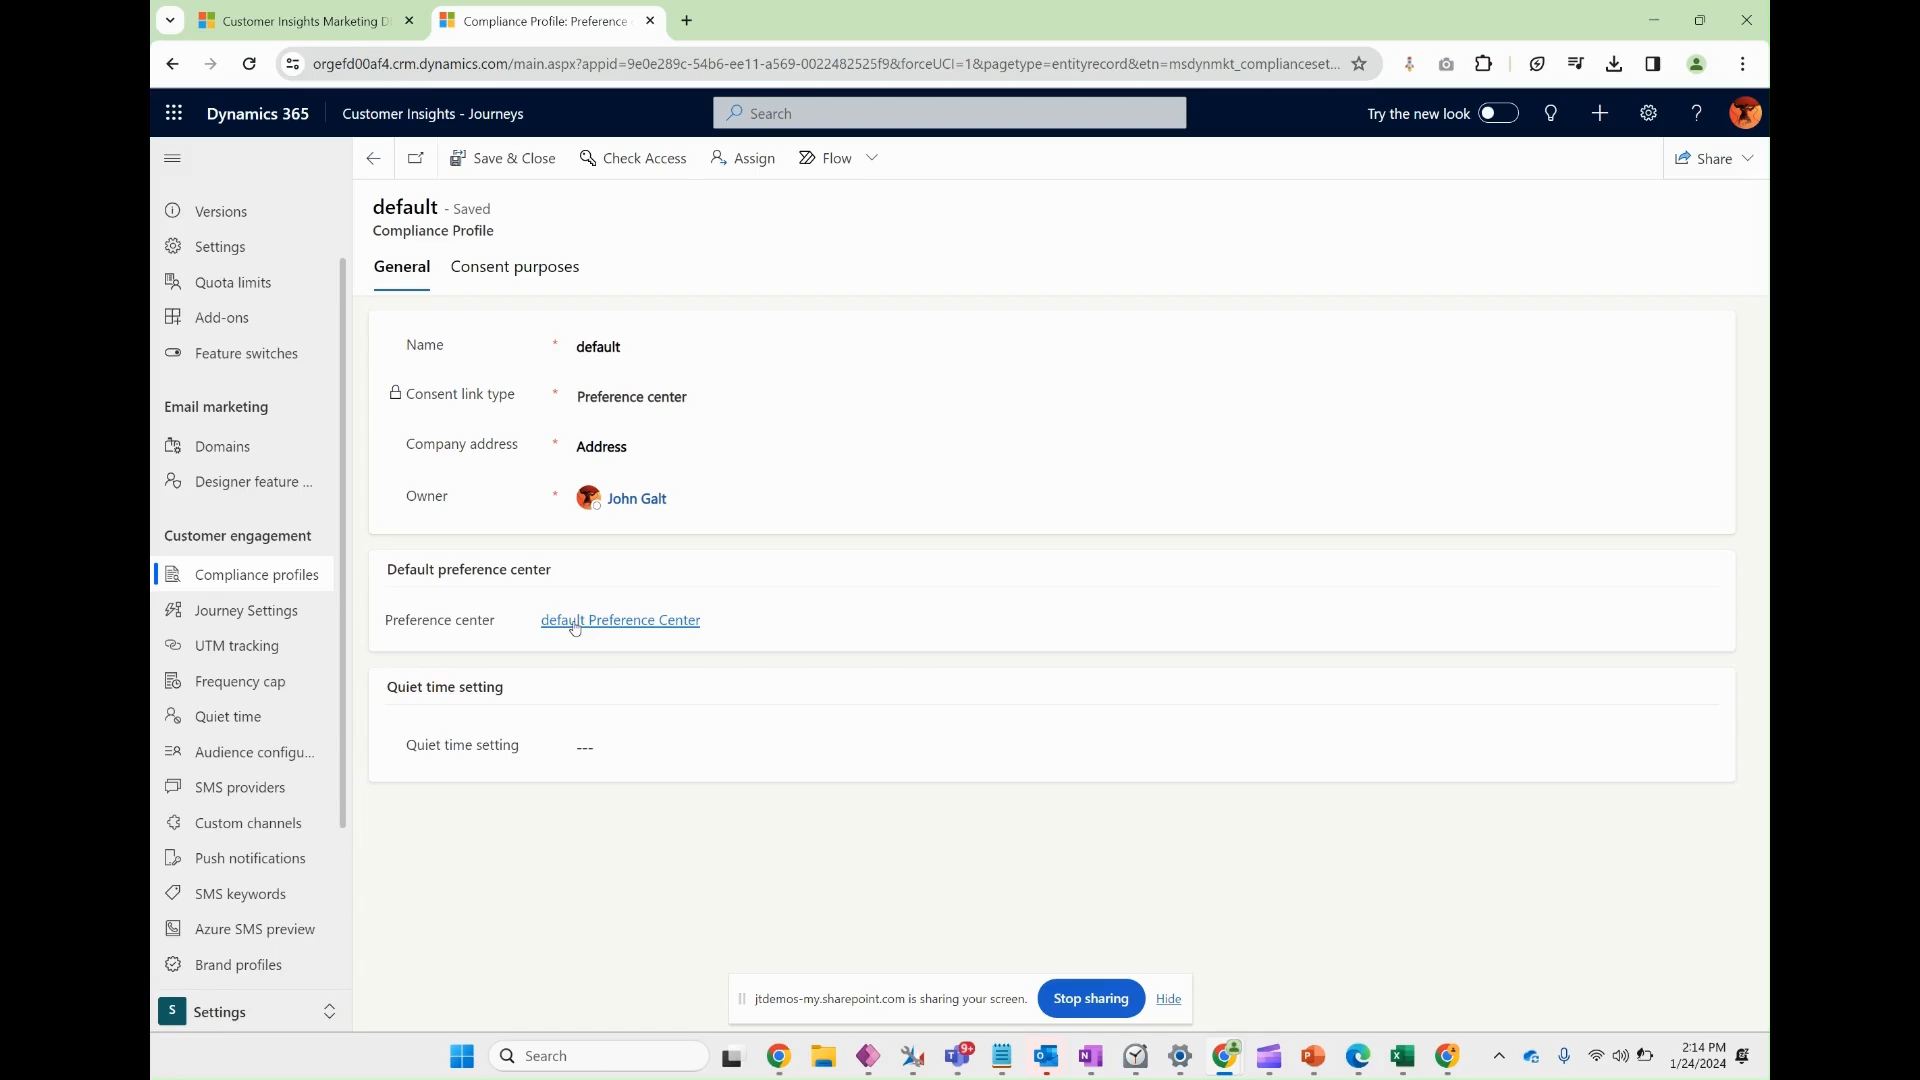 Customer Insights Marketing D
Compliance Profile: Preference
orgefd00af4.crm.dynamics.com/main.aspx?appid=9e0e289c-54b6-ee11-a569-0022482525f9&forceUCI=1&pagetype=entityrecord&etn=msdynmkt_complianceset...
Dynamics 365
Customer Insights - Journeys
Search
Try the new look
Save & Close
Check Access
Assign
Flow
Share
default - Saved
Compliance Profile
General
Consent purposes
Versions
Settings
Quota limits
Add-ons
Feature switches
Email marketing
Domains
Designer feature ...
Customer engagement
Compliance profiles
Journey Settings
UTM tracking
Frequency cap
Quiet time
Audience configu...
SMS providers
Custom channels
Push notifications
SMS keywords
Azure SMS preview
Brand profiles
S Settings
Name * default
Consent link type * Preference center
Company address * Address
Owner * John Galt
Default preference center
Preference center default Preference Center
Quiet time setting
Quiet time setting ---
jtdemos-my.sharepoint.com is sharing your screen.
Stop sharing
Hide
Search
9+
2:14 PM
1/24/2024